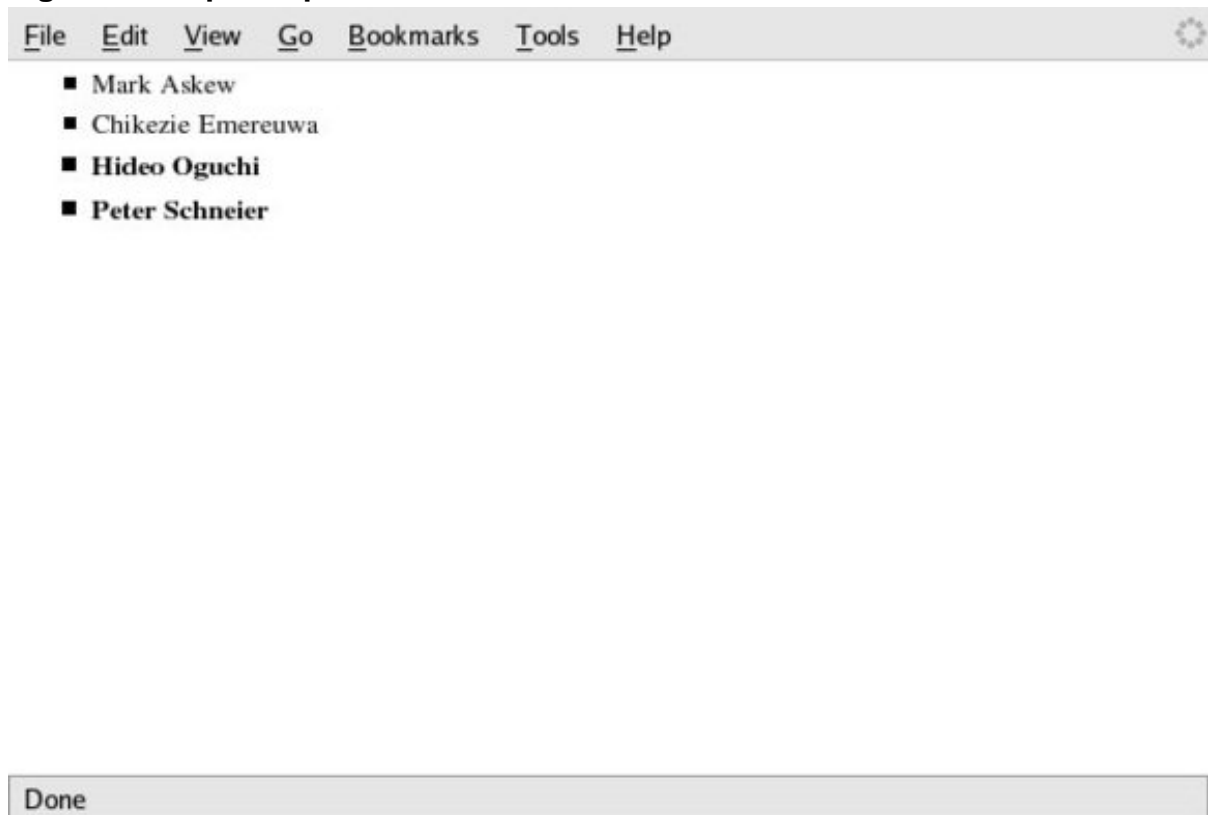 File Edit View Go Bookmarks Tools Help
Mark Askew
Chikezie Emereuwa
Hideo Oguchi
Peter Schneier
Done